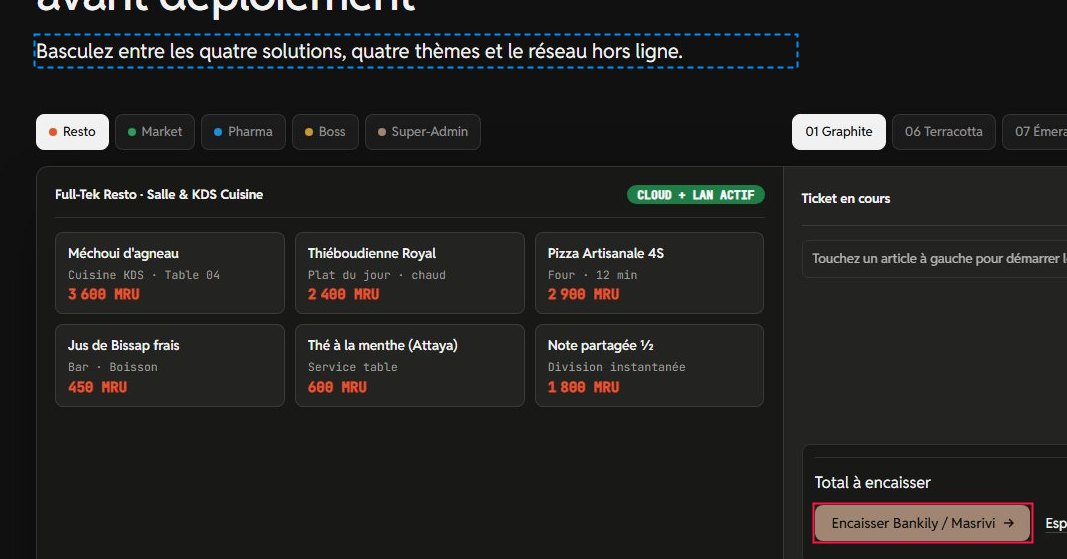 avant déploiement
Basculez entre les quatre solutions, quatre thèmes et le réseau hors ligne.
Resto
Market
Pharma
Boss
Super-Admin
01 Graphite
06 Terracotta
07 Émera
Full-Tek Resto · Salle & KDS Cuisine
CLOUD + LAN ACTIF
Méchoui d'agneau
Cuisine KDS · Table 04
3 600 MRU
Thiéboudienne Royal
Plat du jour · chaud
2 400 MRU
Pizza Artisanale 4S
Four · 12 min
2 900 MRU
Jus de Bissap frais
Bar · Boisson
450 MRU
Thé à la menthe (Attaya)
Service table
600 MRU
Note partagée ½
Division instantanée
1 800 MRU
Ticket en cours
Touchez un article à gauche pour démarrer
Total à encaisser
Encaisser Bankily / Masrivi →
Esp